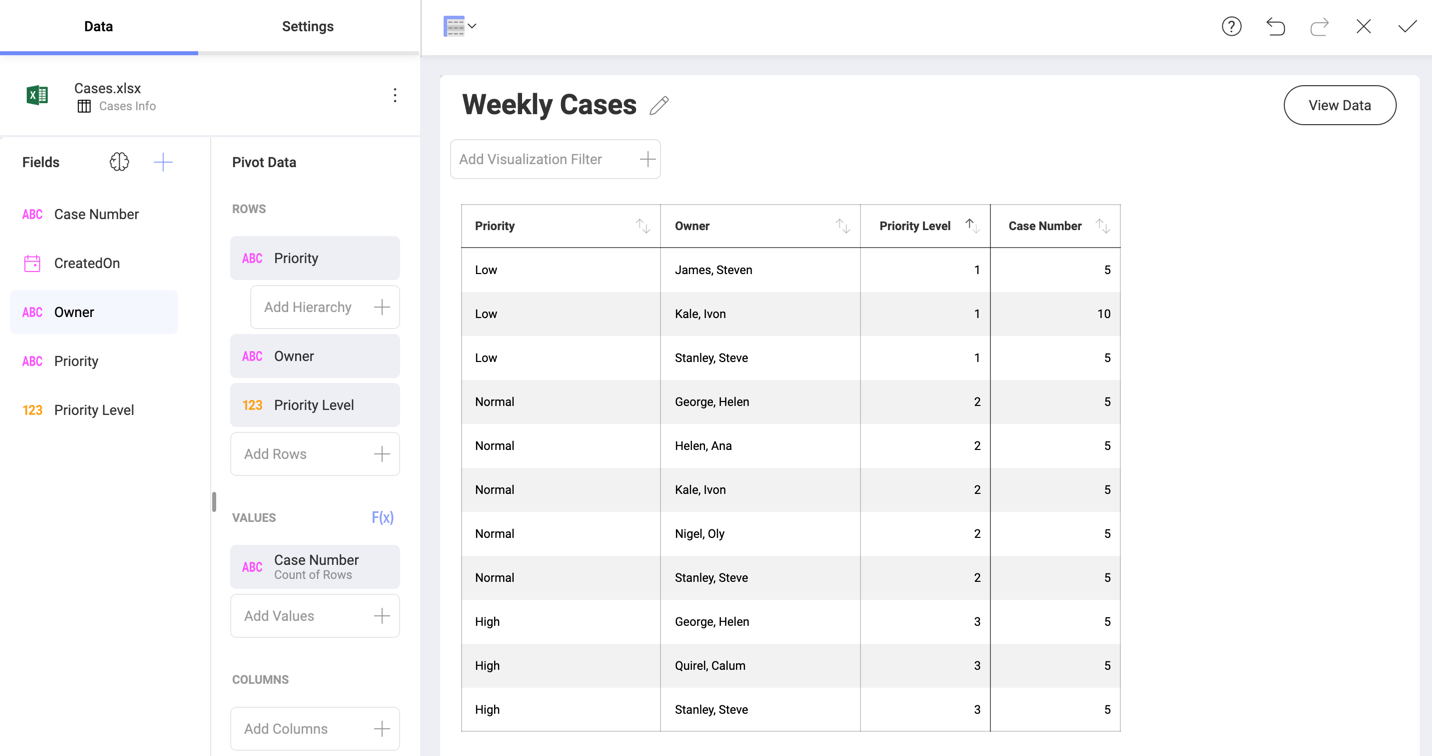 Data
Settings
Cases.xlsx
Cases Info
Fields
ABC Case Number
CreatedOn
ABC Owner
ABC Priority
123 Priority Level
Pivot Data
ROWS
ABC Priority
Add Hierarchy
ABC Owner
123 Priority Level
Add Rows
VALUES F(x)
ABC Case Number
Count of Rows
Add Values
COLUMNS
Add Columns
?
Weekly Cases
View Data
Add Visualization Filter
Priority Owner Priority Level Case Number
Low James, Steven 1 5
Low Kale, Ivon 1 10
Low Stanley, Steve 1 5
Normal George, Helen 2 5
Normal Helen, Ana 2 5
Normal Kale, Ivon 2 5
Normal Nigel, Oly 2 5
Normal Stanley, Steve 2 5
High George, Helen 3 5
High Quirel, Calum 3 5
High Stanley, Steve 3 5